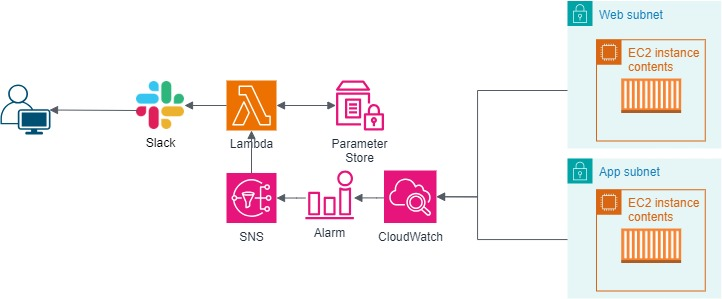 Web subnet
EC2 instance
contents
Slack
Lambda
Parameter
Store
App subnet
EC2 instance
contents
SNS
Alarm
CloudWatch